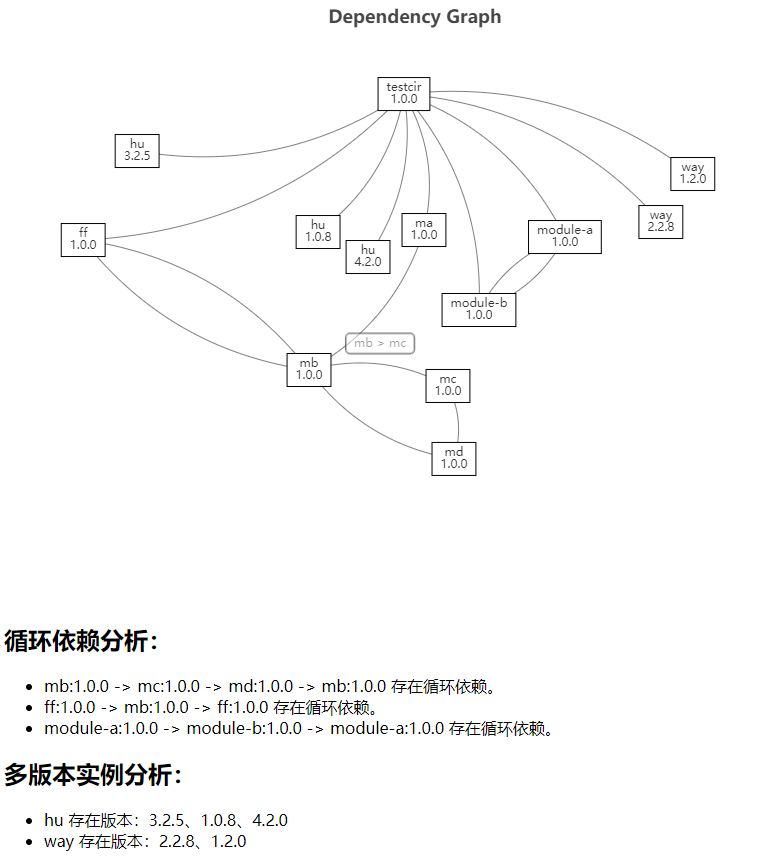 Dependency Graph
testcir
1.0.0
hu
3.2.5
way
1.2.0
way
2.2.8
ff
1.0.0
hu
1.0.8
ma
1.0.0
hu
4.2.0
module-a
1.0.0
module-b
1.0.0
mb > mc
mb
1.0.0
mc
1.0.0
md
1.0.0
循环依赖分析：
mb:1.0.0 -> mc:1.0.0 -> md:1.0.0 -> mb:1.0.0 存在循环依赖。
ff:1.0.0 -> mb:1.0.0 -> ff:1.0.0 存在循环依赖。
module-a:1.0.0 -> module-b:1.0.0 -> module-a:1.0.0 存在循环依赖。
多版本实例分析：
hu 存在版本：3.2.5、1.0.8、4.2.0
way 存在版本：2.2.8、1.2.0